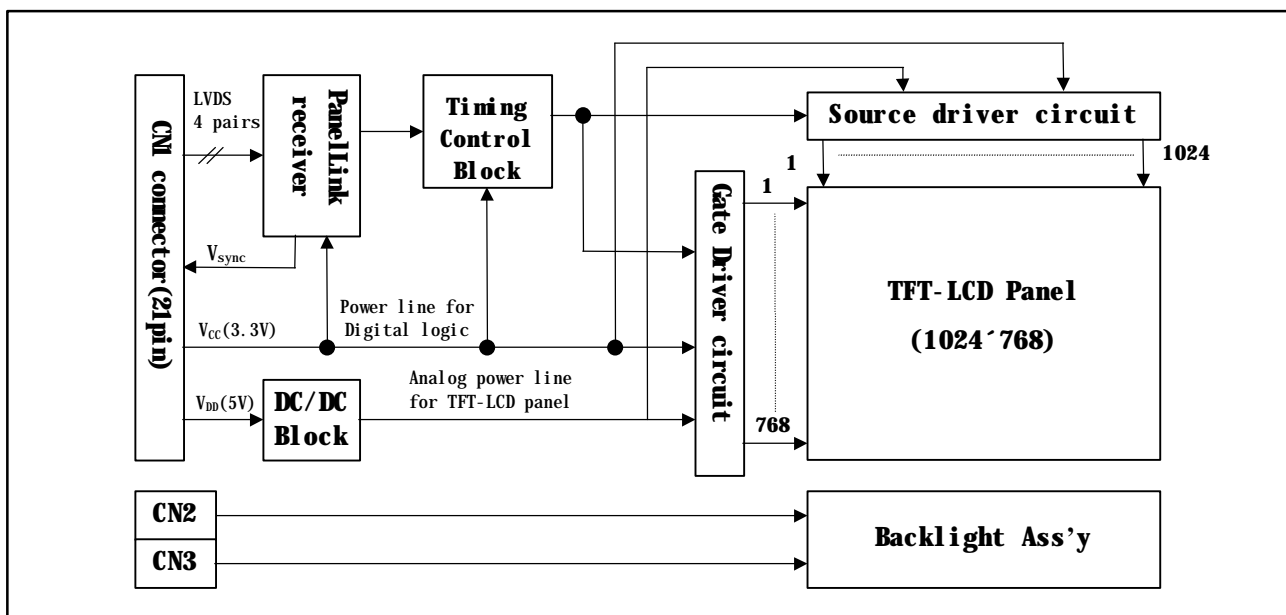 CN1 connector(21pin)
LVDS
4 pairs
PanelLink
receiver
Timing
Control
Block
Source driver circuit
1
1024
1
768
Gate Driver circuit
TFT-LCD Panel
(1024´768)
Vsync
Power line for
Digital logic
VCC(3.3V)
VDD(5V)
DC/DC
Block
Analog power line
for TFT-LCD panel
CN2
CN3
Backlight Ass’y